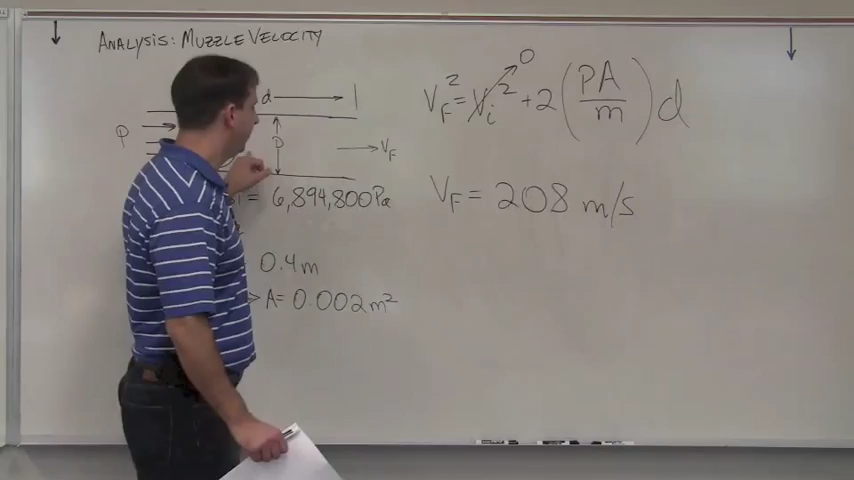 ANALYSIS: MUZZLE VELOCITY
d
P
D
V_F
= 6,894,800 Pa
0.4 m
> A = 0.002 m²
V_F² = V_i² → 0 + 2 (PA/m) d
V_F = 208 m/s